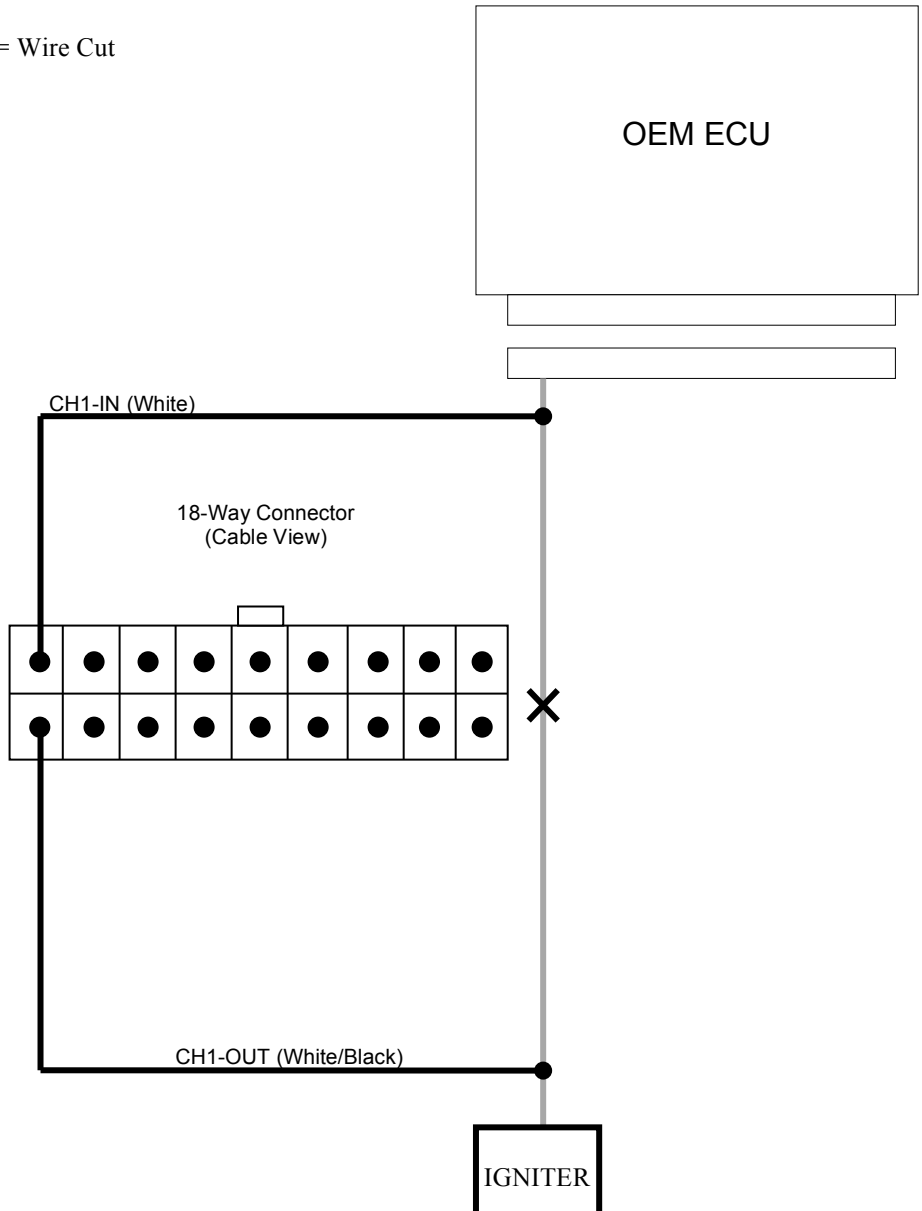 = Wire Cut
OEM ECU
CH1-IN (White)
18-Way Connector
(Cable View)
CH1-OUT (White/Black)
IGNITER